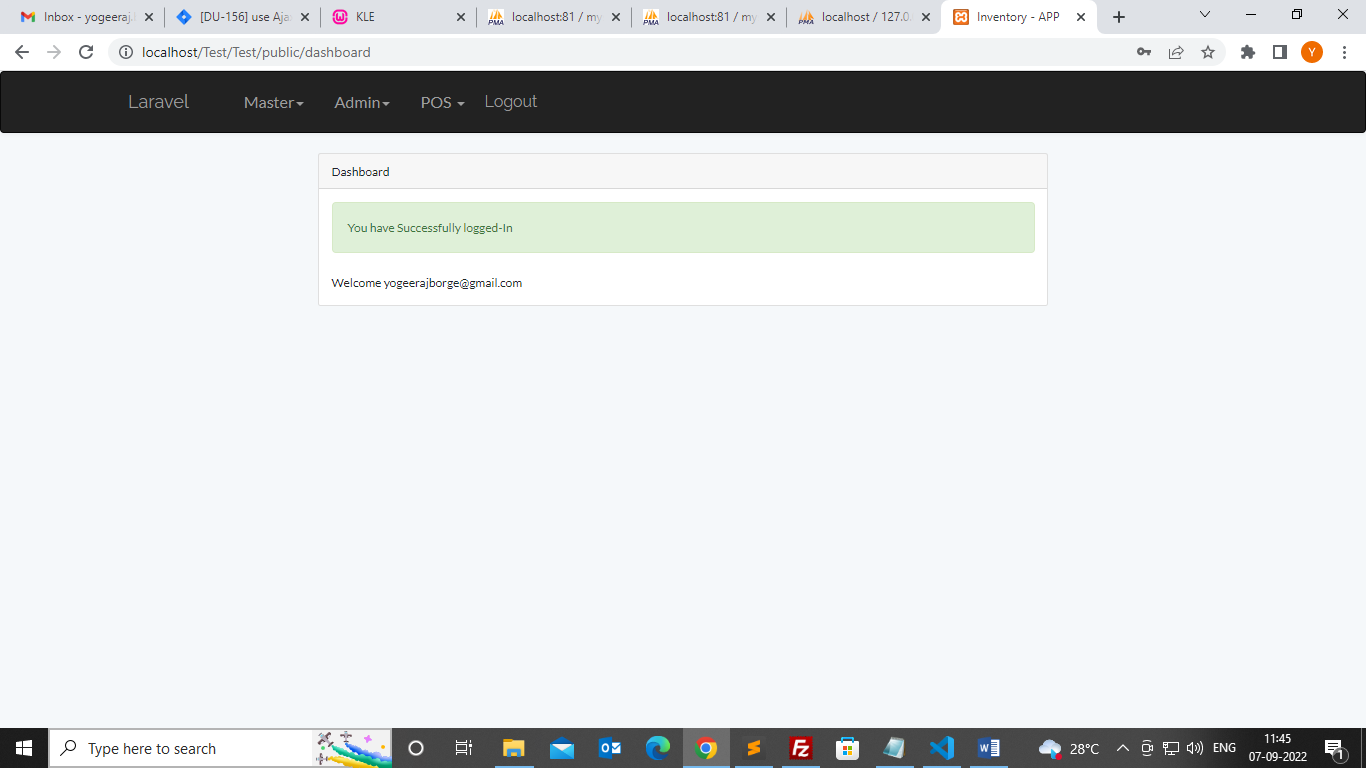 Inbox - yogeeraj.
[DU-156] use Aja
KLE
localhost:81 / my
localhost:81 / my
localhost / 127.0.
Inventory - APP
localhost/Test/Test/public/dashboard
Y
Laravel Master Admin POS Logout
Dashboard
You have Successfully logged-In
Welcome yogeerajborge@gmail.com
Type here to search
28°C
ENG
11:45
07-09-2022
1